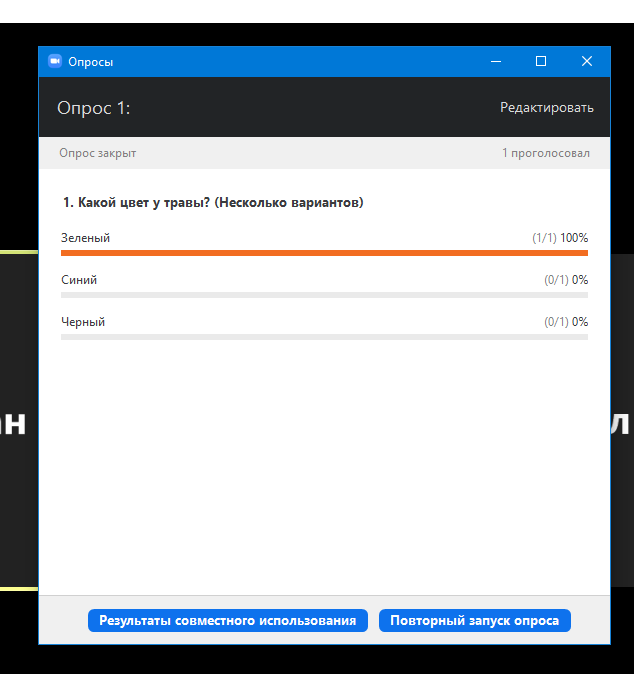 Опросы
Опрос 1:
Редактировать
Опрос закрыт
1 проголосовал
1. Какой цвет у травы? (Несколько вариантов)
Зеленый
(1/1) 100%
Синий
(0/1) 0%
Черный
(0/1) 0%
ан
л
Результаты совместного использования
Повторный запуск опроса